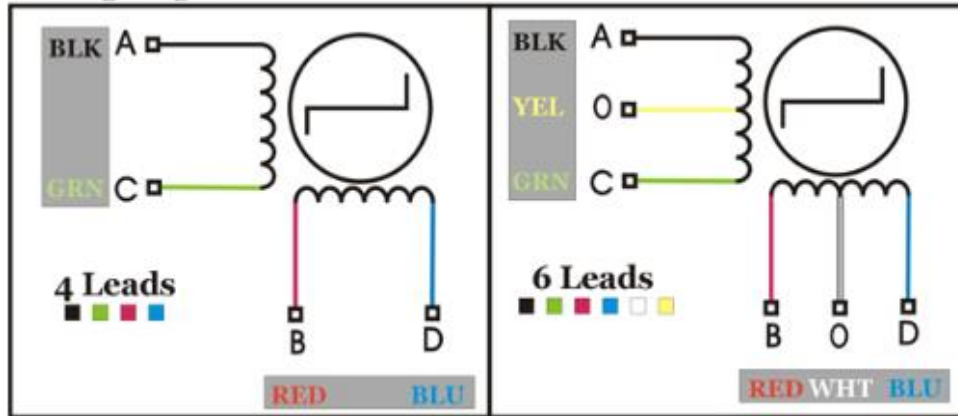 BLK A
GRN C
4 Leads
B D
RED BLU
BLK A
YEL O
GRN C
6 Leads
B O D
RED WHT BLU